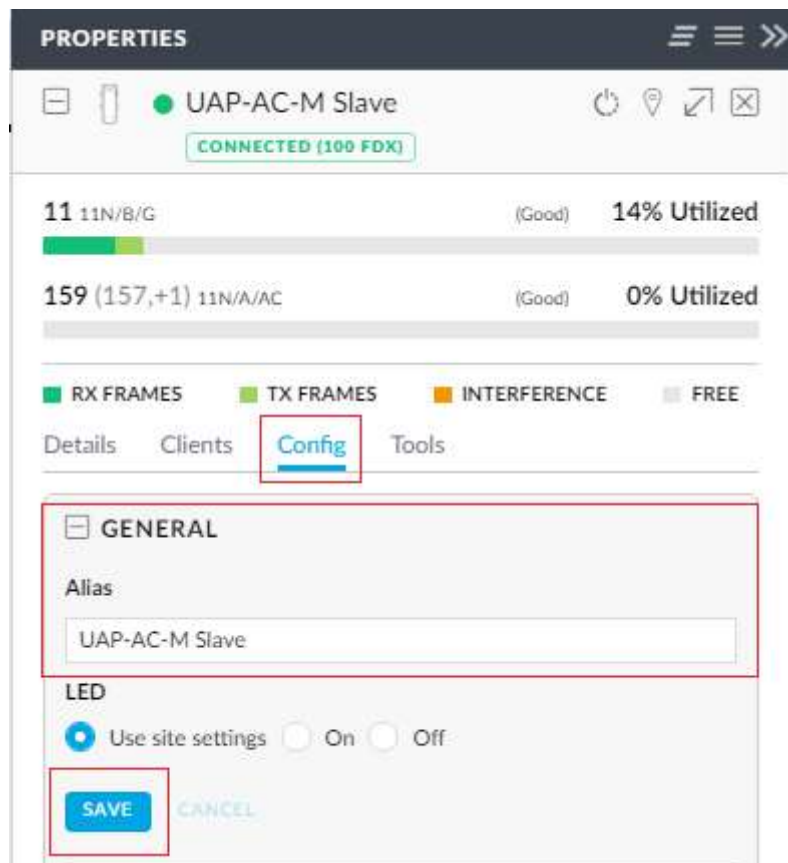 PROPERTIES
UAP-AC-M Slave
CONNECTED (100 FDX)
11 11N/B/G (Good) 14% Utilized
159 (157,+1) 11N/A/AC (Good) 0% Utilized
RX FRAMES TX FRAMES INTERFERENCE FREE
Details Clients Config Tools
GENERAL
Alias
UAP-AC-M Slave
LED
Use site settings On Off
SAVE CANCEL